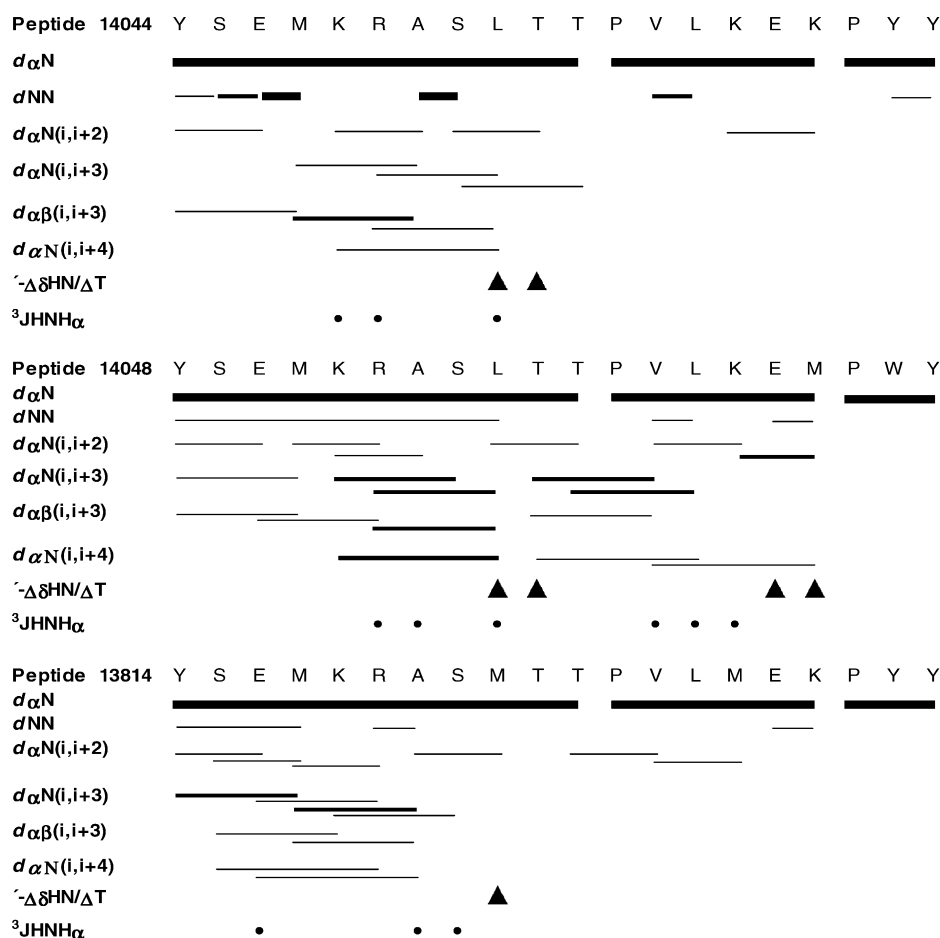 Peptide 14044 Y S E M K R A S L T T P V L K E K P Y Y
dαN
dNN
dαN(i,i+2)
dαN(i,i+3)
dαβ(i,i+3)
dαN(i,i+4)
´-ΔδHN/ΔT
³JHNHα
Peptide 14048 Y S E M K R A S L T T P V L K E M P W Y
dαN
dNN
dαN(i,i+2)
dαN(i,i+3)
dαβ(i,i+3)
dαN(i,i+4)
´-ΔδHN/ΔT
³JHNHα
Peptide 13814 Y S E M K R A S M T T P V L M E K P Y Y
dαN
dNN
dαN(i,i+2)
dαN(i,i+3)
dαβ(i,i+3)
dαN(i,i+4)
´-ΔδHN/ΔT
³JHNHα